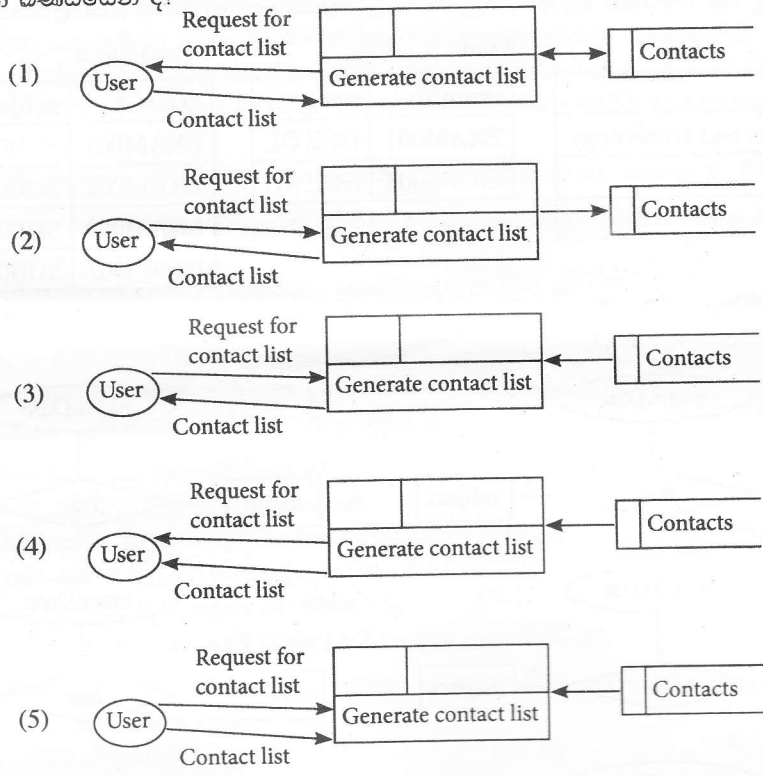 Request for
contact list
(1)
User
Generate contact list
Contacts
Contact list
Request for
contact list
(2)
User
Generate contact list
Contacts
Contact list
Request for
contact list
(3)
User
Generate contact list
Contacts
Contact list
Request for
contact list
(4)
User
Generate contact list
Contacts
Contact list
Request for
contact list
(5)
User
Generate contact list
Contacts
Contact list